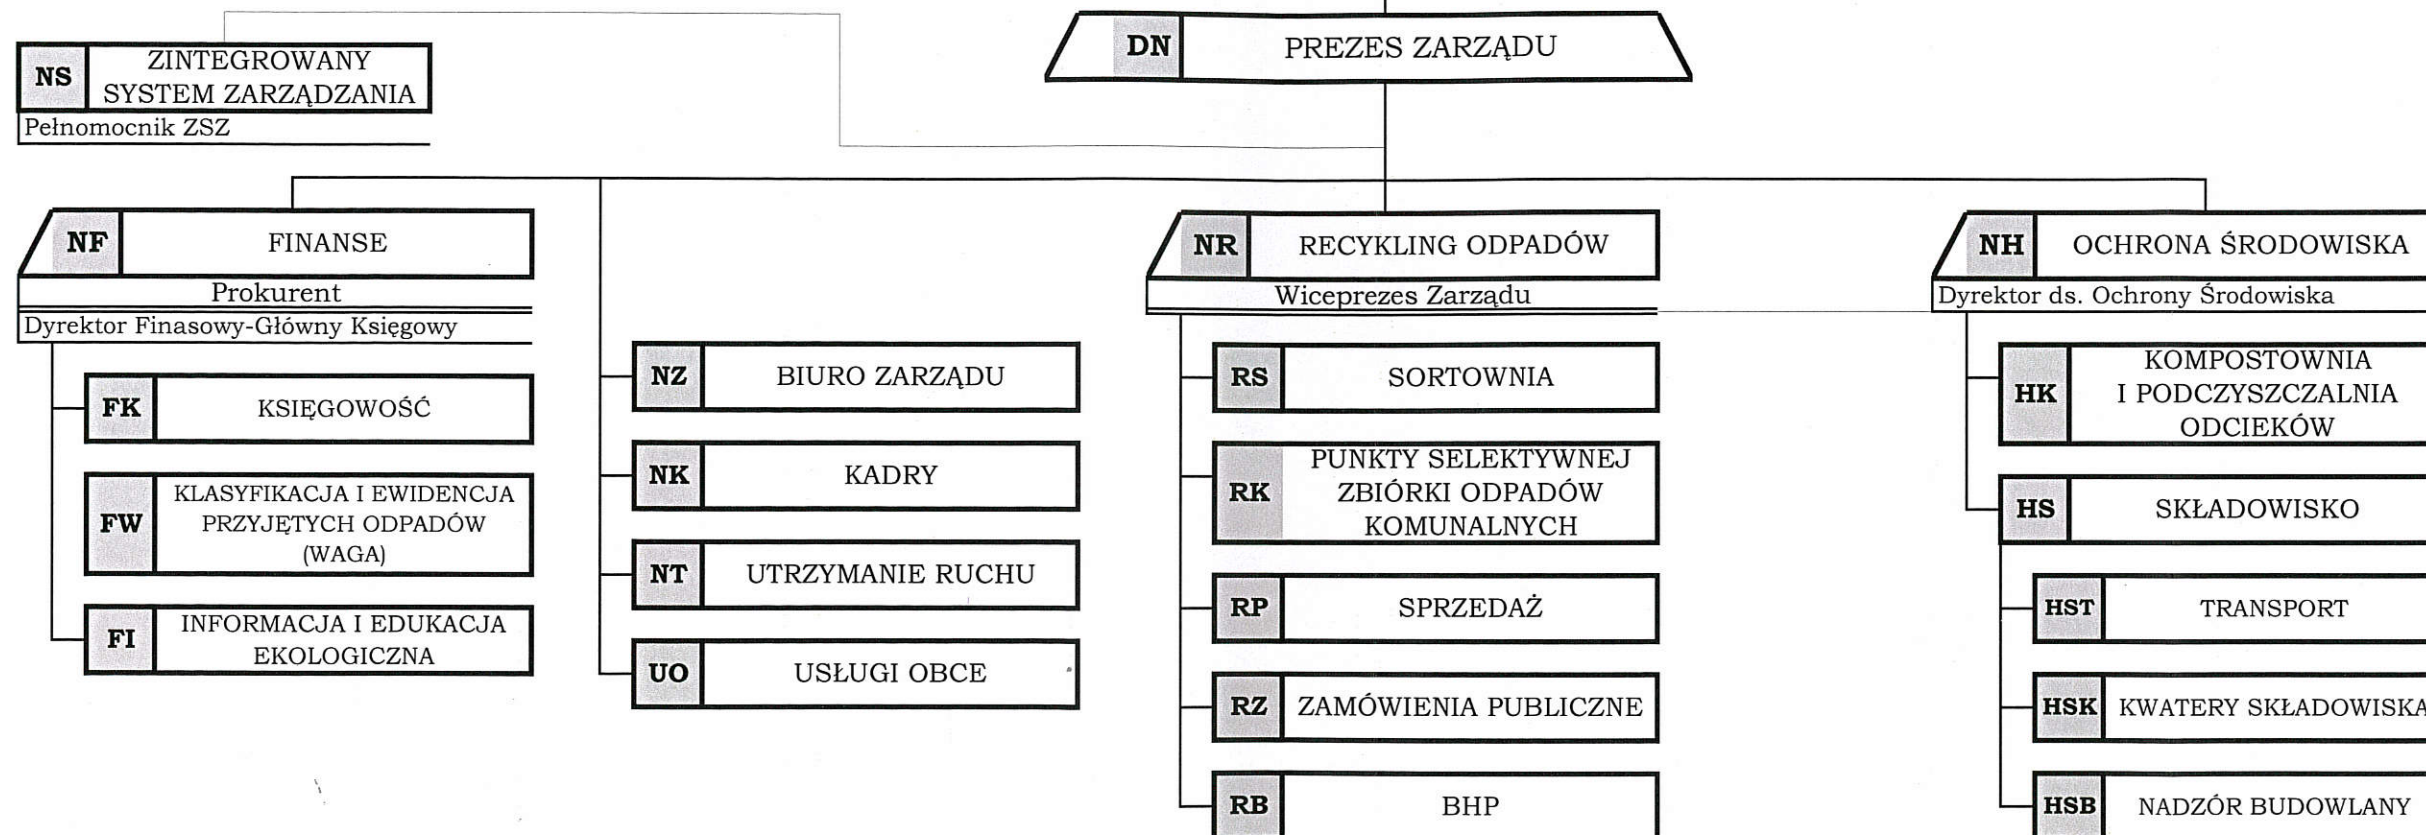 DN PREZES ZARZĄDU
NS ZINTEGROWANY
SYSTEM ZARZĄDZANIA
Pełnomocnik ZSZ
NF FINANSE
Prokurent
Dyrektor Finasowy-Główny Księgowy
FK KSIĘGOWOŚĆ
FW KLASYFIKACJA I EWIDENCJA
PRZYJĘTYCH ODPADÓW
(WAGA)
FI INFORMACJA I EDUKACJA
EKOLOGICZNA
NZ BIURO ZARZĄDU
NK KADRY
NT UTRZYMANIE RUCHU
UO USŁUGI OBCE
NR RECYKLING ODPADÓW
Wiceprezes Zarządu
RS SORTOWNIA
RK PUNKTY SELEKTYWNEJ
ZBIÓRKI ODPADÓW
KOMUNALNYCH
RP SPRZEDAŻ
RZ ZAMÓWIENIA PUBLICZNE
RB BHP
NH OCHRONA ŚRODOWISKA
Dyrektor ds. Ochrony Środowiska
HK KOMPOSTOWNIA
I PODCZYSZCZALNIA
ODCIEKÓW
HS SKŁADOWISKO
HST TRANSPORT
HSK KWATERY SKŁADOWISKA
HSB NADZÓR BUDOWLANY